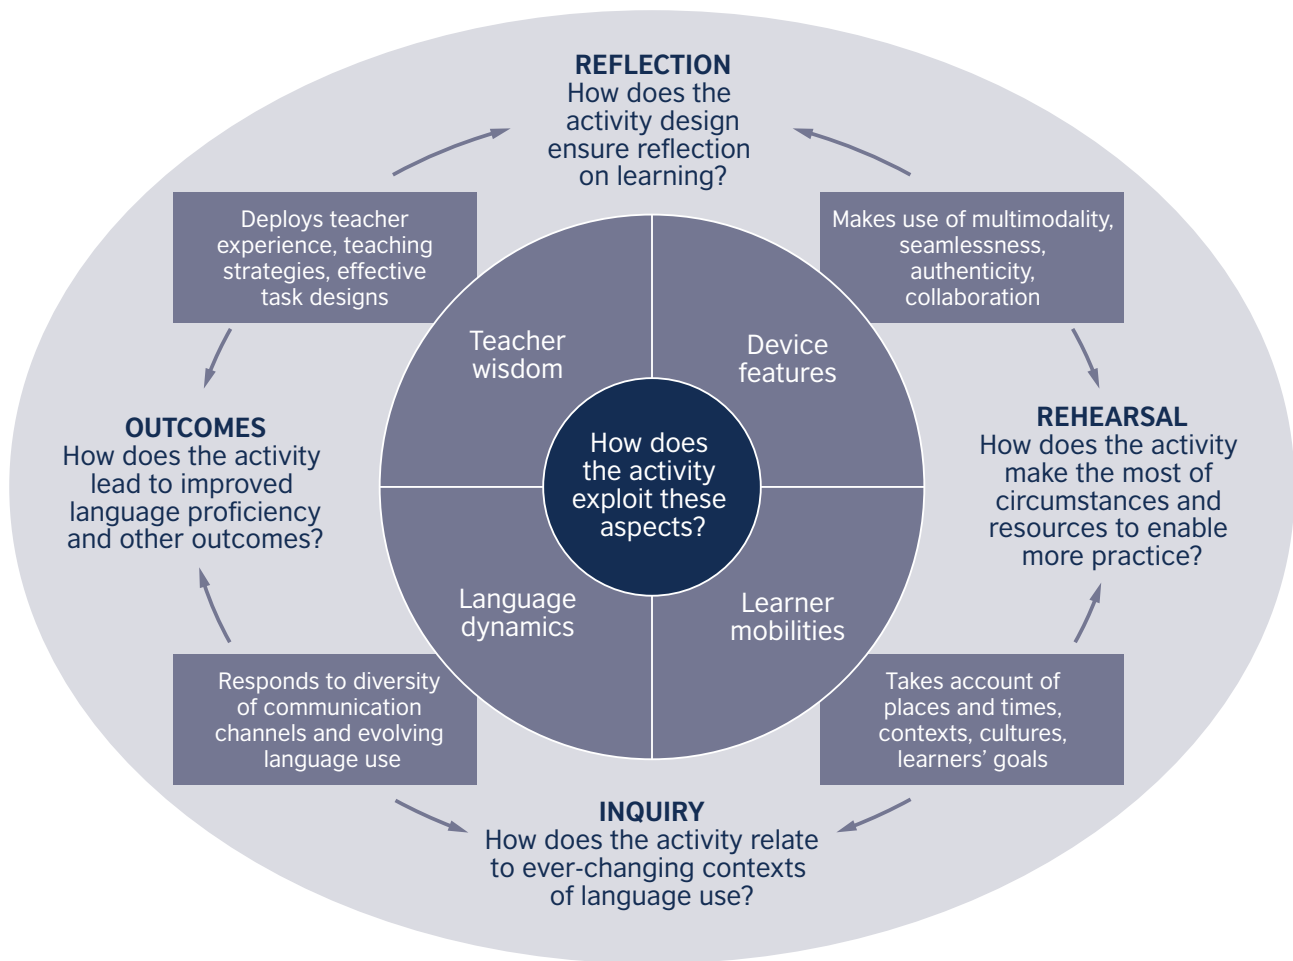 REFLECTION
How does the
activity design
ensure reflection
on learning?
Deploys teacher
experience, teaching
strategies, effective
task designs
Makes use of multimodality,
seamlessness,
authenticity,
collaboration
Teacher
wisdom
Device
features
OUTCOMES
How does the activity
lead to improved
language proficiency
and other outcomes?
How does
the activity
exploit these
aspects?
REHEARSAL
How does the activity
make the most of
circumstances and
resources to enable
more practice?
Language
dynamics
Learner
mobilities
Responds to diversity
of communication
channels and evolving
language use
Takes account of
places and times,
contexts, cultures,
learners’ goals
INQUIRY
How does the activity relate
to ever-changing contexts
of language use?